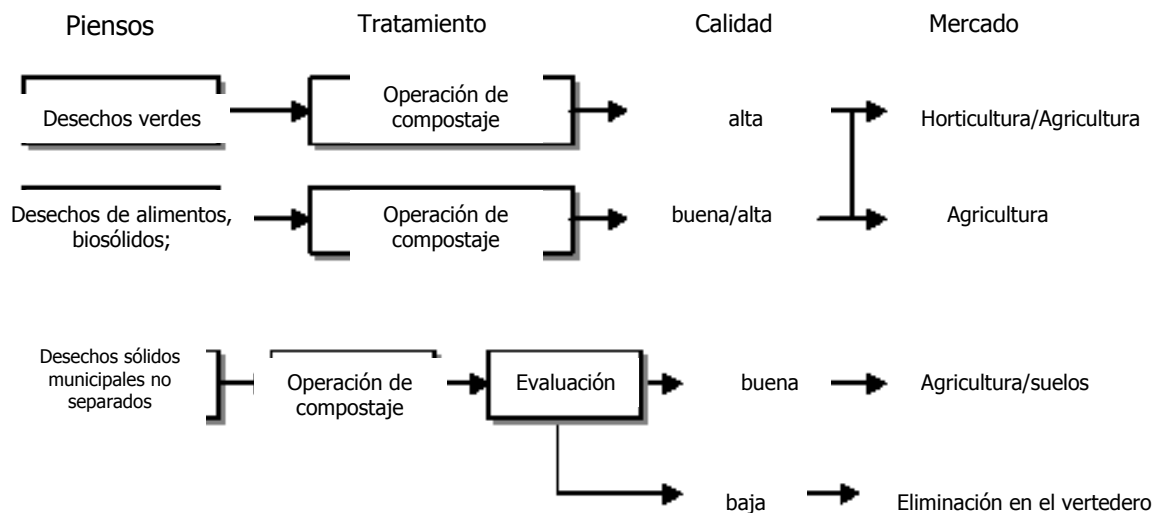 Piensos Tratamiento Calidad Mercado
Desechos verdes
Operación de
compostaje
alta
Horticultura/Agricultura
Desechos de alimentos,
biosólidos;
Operación de
compostaje
buena/alta
Agricultura
Desechos sólidos
municipales no
separados
Operación de
compostaje
Evaluación
buena
Agricultura/suelos
baja
Eliminación en el vertedero